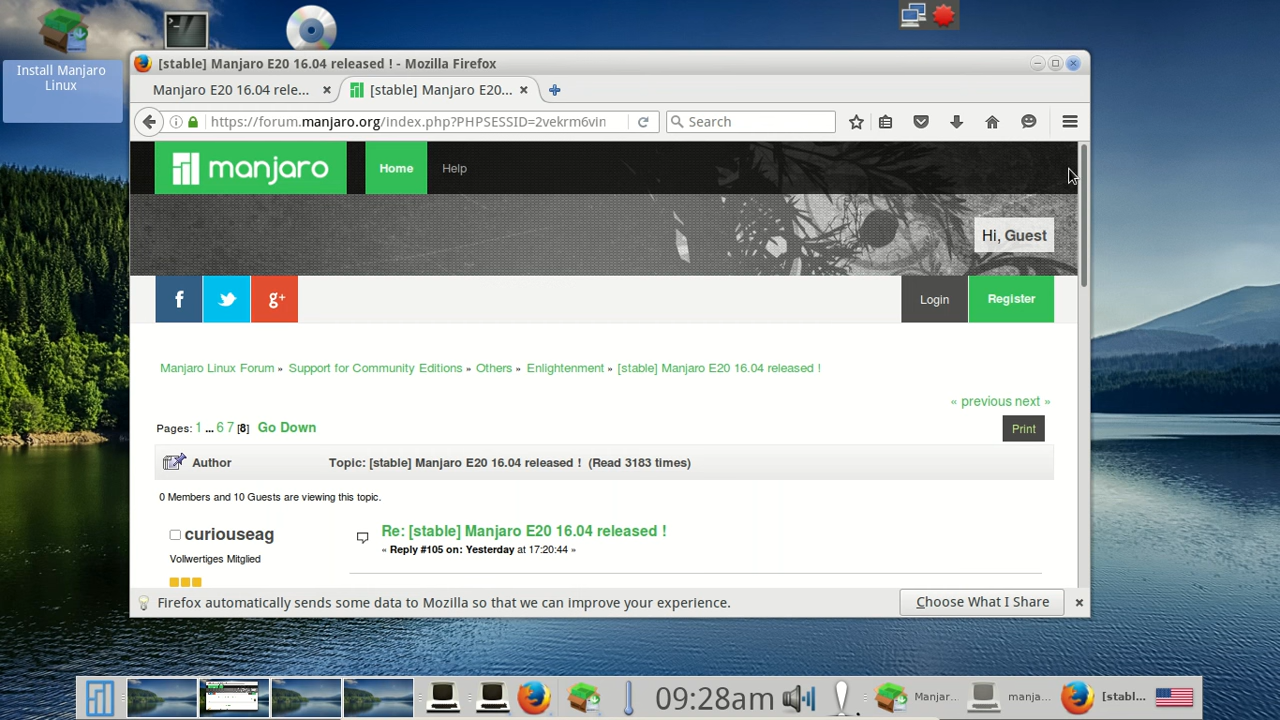 Install Manjaro
Linux
[stable] Manjaro E20 16.04 released ! - Mozilla Firefox
Manjaro E20 16.04 rele...
[stable] Manjaro E20...
https://forum.manjaro.org/index.php?PHPSESSID=2vekrm6vin
Search
manjaro
Home
Help
Hi, Guest
f
g+
Login
Register
Manjaro Linux Forum » Support for Community Editions » Others » Enlightenment » [stable] Manjaro E20 16.04 released !
« previous next »
Pages: 1 ... 6 7 [8] Go Down
Print
Author
Topic: [stable] Manjaro E20 16.04 released ! (Read 3183 times)
0 Members and 10 Guests are viewing this topic.
curiouseag
Vollwertiges Mitglied
Re: [stable] Manjaro E20 16.04 released !
« Reply #105 on: Yesterday at 17:20:44 »
Firefox automatically sends some data to Mozilla so that we can improve your experience.
Choose What I Share
09:28am
Manjar...
manja...
[stabl...